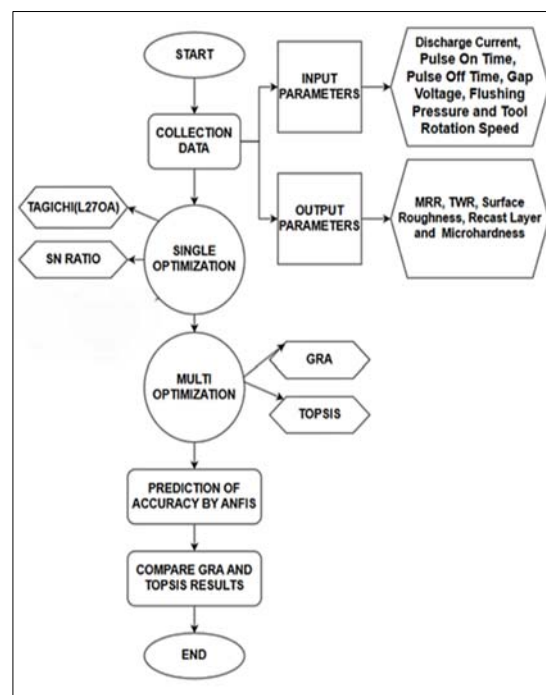 START
COLLECTION
DATA
INPUT
PARAMETERS
Discharge Current,
Pulse On Time,
Pulse Off Time, Gap
Voltage, Flushing
Pressure and Tool
Rotation Speed
OUTPUT
PARAMETERS
MRR, TWR, Surface
Roughness, Recast Layer
and Microhardness
TAGICHI(L27OA)
SN RATIO
SINGLE
OPTIMIZATION
MULTI
OPTIMIZATION
GRA
TOPSIS
PREDICTION OF
ACCURACY BY ANFIS
COMPARE GRA AND
TOPSIS RESULTS
END